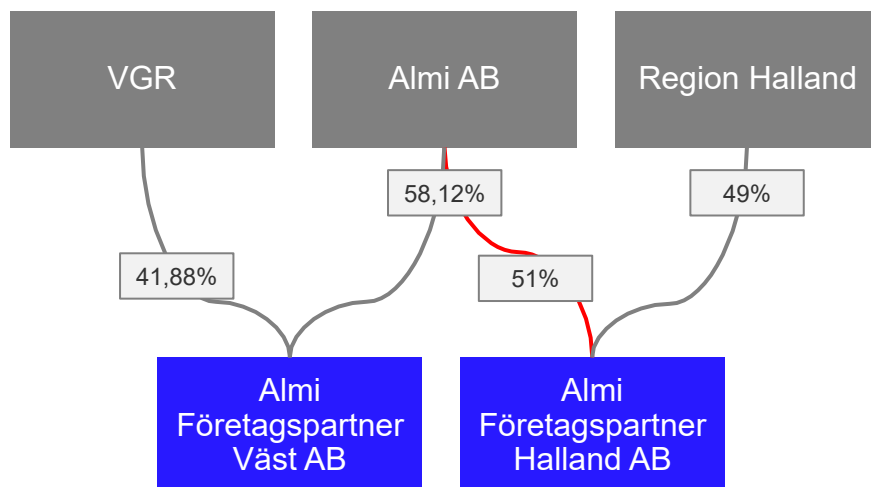 VGR
Almi AB
Region Halland
58,12%
49%
41,88%
51%
Almi
Företagspartner
Väst AB
Almi
Företagspartner
Halland AB